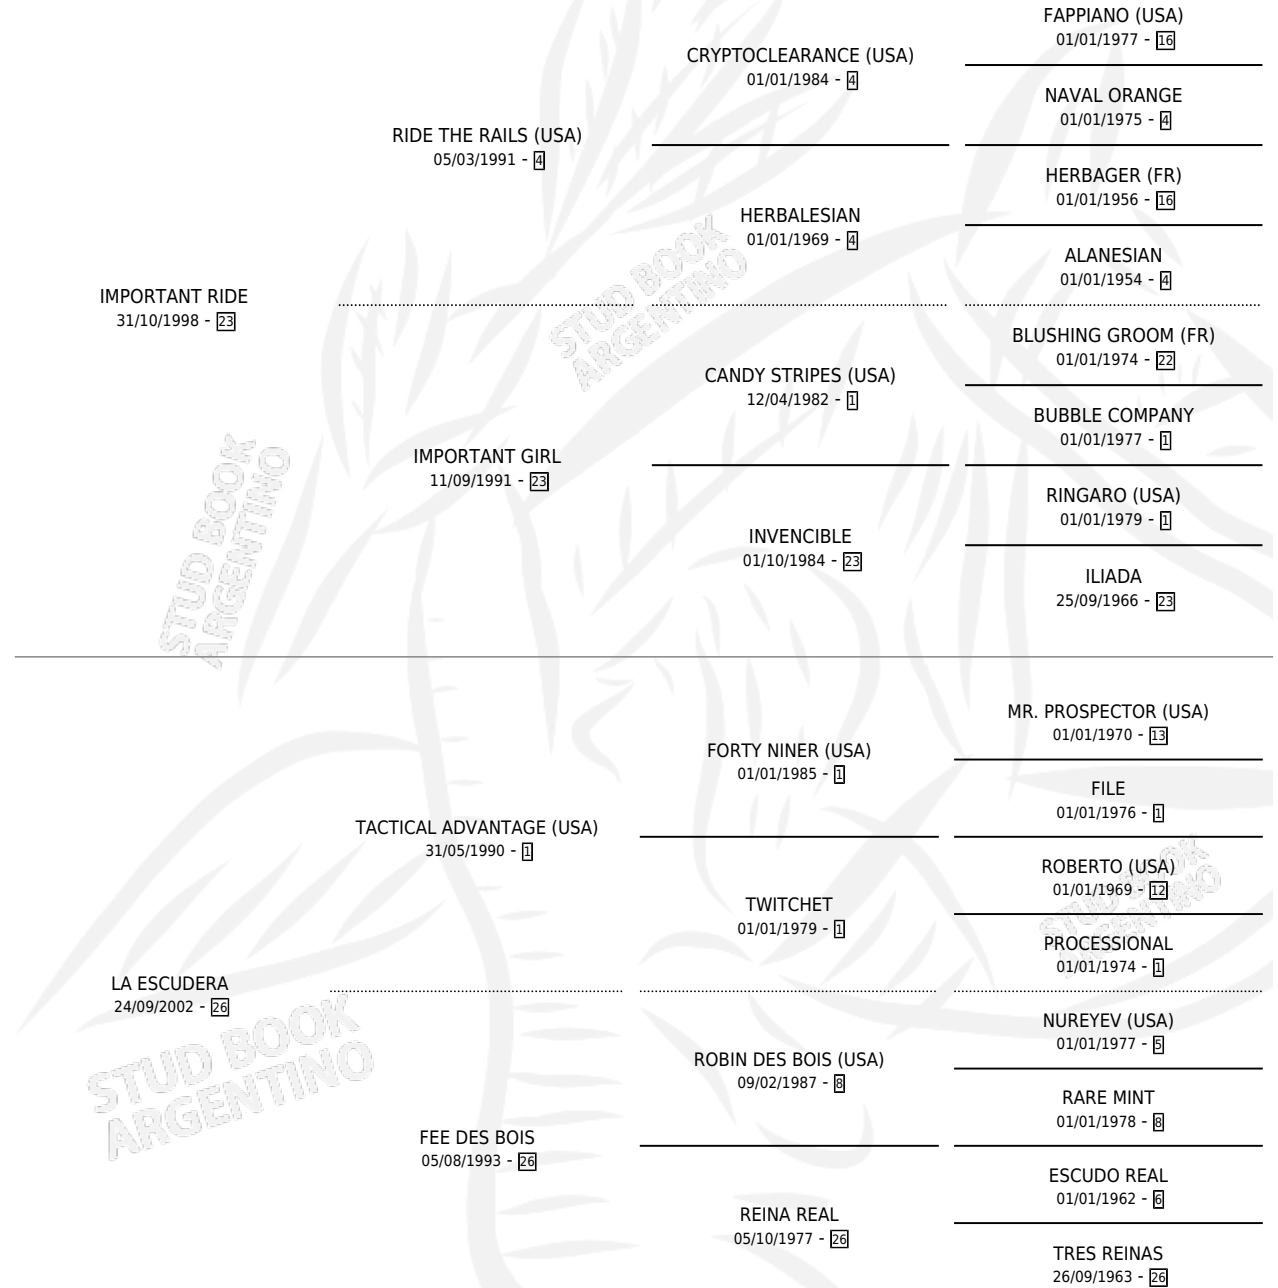 FAPPIANO (USA)
01/01/1977 - 16
CRYPTOCLEARANCE (USA)
01/01/1984 - 4
NAVAL ORANGE
01/01/1975 - 4
RIDE THE RAILS (USA)
05/03/1991 - 4
HERBAGER (FR)
01/01/1956 - 16
HERBALESIAN
01/01/1969 - 4
ALANESIAN
01/01/1954 - 4
IMPORTANT RIDE
31/10/1998 - 23
BLUSHING GROOM (FR)
01/01/1974 - 22
CANDY STRIPES (USA)
12/04/1982 - 1
BUBBLE COMPANY
01/01/1977 - 1
IMPORTANT GIRL
11/09/1991 - 23
RINGARO (USA)
01/01/1979 - 1
INVENCIBLE
01/10/1984 - 23
ILIADA
25/09/1966 - 23
MR. PROSPECTOR (USA)
01/01/1970 - 13
FORTY NINER (USA)
01/01/1985 - 1
FILE
01/01/1976 - 1
TACTICAL ADVANTAGE (USA)
31/05/1990 - 1
ROBERTO (USA)
01/01/1969 - 12
TWITCHET
01/01/1979 - 1
PROCESSIONAL
01/01/1974 - 1
LA ESCUDERA
24/09/2002 - 26
NUREYEV (USA)
01/01/1977 - 5
ROBIN DES BOIS (USA)
09/02/1987 - 8
RARE MINT
01/01/1978 - 8
FEE DES BOIS
05/08/1993 - 26
ESCUDO REAL
01/01/1962 - 6
REINA REAL
05/10/1977 - 26
TRES REINAS
26/09/1963 - 26
STUD BOOK
ARGENTINO
STUD BOOK
ARGENTINO
STUD BOOK
ARGENTINO
STUD BOOK
ARGENTINO